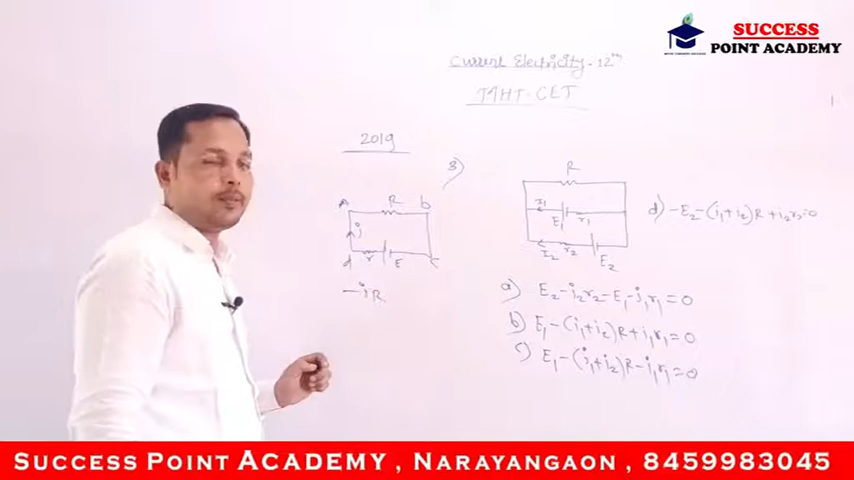 SUCCESS
POINT ACADEMY
Current Electricity - 12th
MHT-CET
2019
3)
A
R
b
i
d
r
E
c
-iR
R
I1
E1
r1
I2
r2
E2
d) -E2-(i1+i2)R+i2r2=0
a) E2-i2r2-E1-i1r1=0
b) E1-(i1+i2)R+i1r1=0
c) E1-(i1+i2)R-i1r1=0
SUCCESS POINT ACADEMY , NARAYANGAON , 8459983045